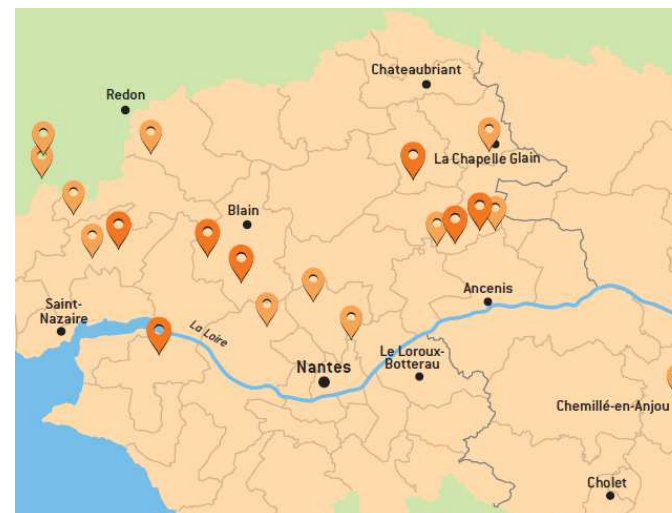 Chateaubriant
Redon
La Chapelle Glain
Blain
Ancenis
Saint-
Nazaire
La Loire
Le Loroux-
Botterau
Nantes
Chemillé-en-Anjou
Cholet